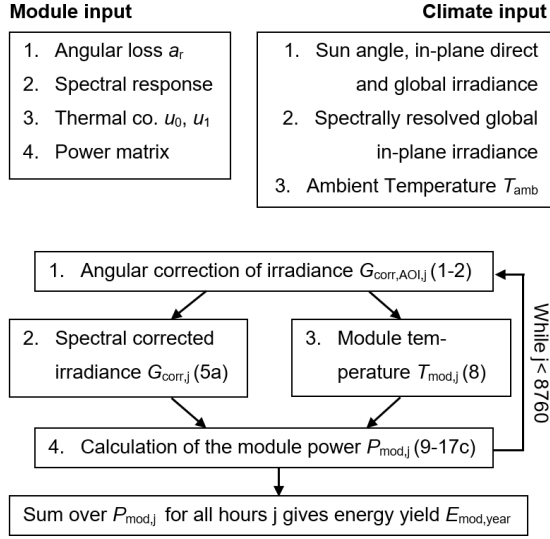 Module input
Climate input
1. Angular loss aᵣ
2. Spectral response
3. Thermal co. u₀, u₁
4. Power matrix
1. Sun angle, in-plane direct
and global irradiance
2. Spectrally resolved global
in-plane irradiance
3. Ambient Temperature Tamb
1. Angular correction of irradiance Gcorr,AOI,j (1-2)
2. Spectral corrected
irradiance Gcorr,j (5a)
3. Module tem-
perature Tmod,j (8)
While j< 8760
4. Calculation of the module power Pmod,j (9-17c)
Sum over Pmod,j for all hours j gives energy yield Emod,year